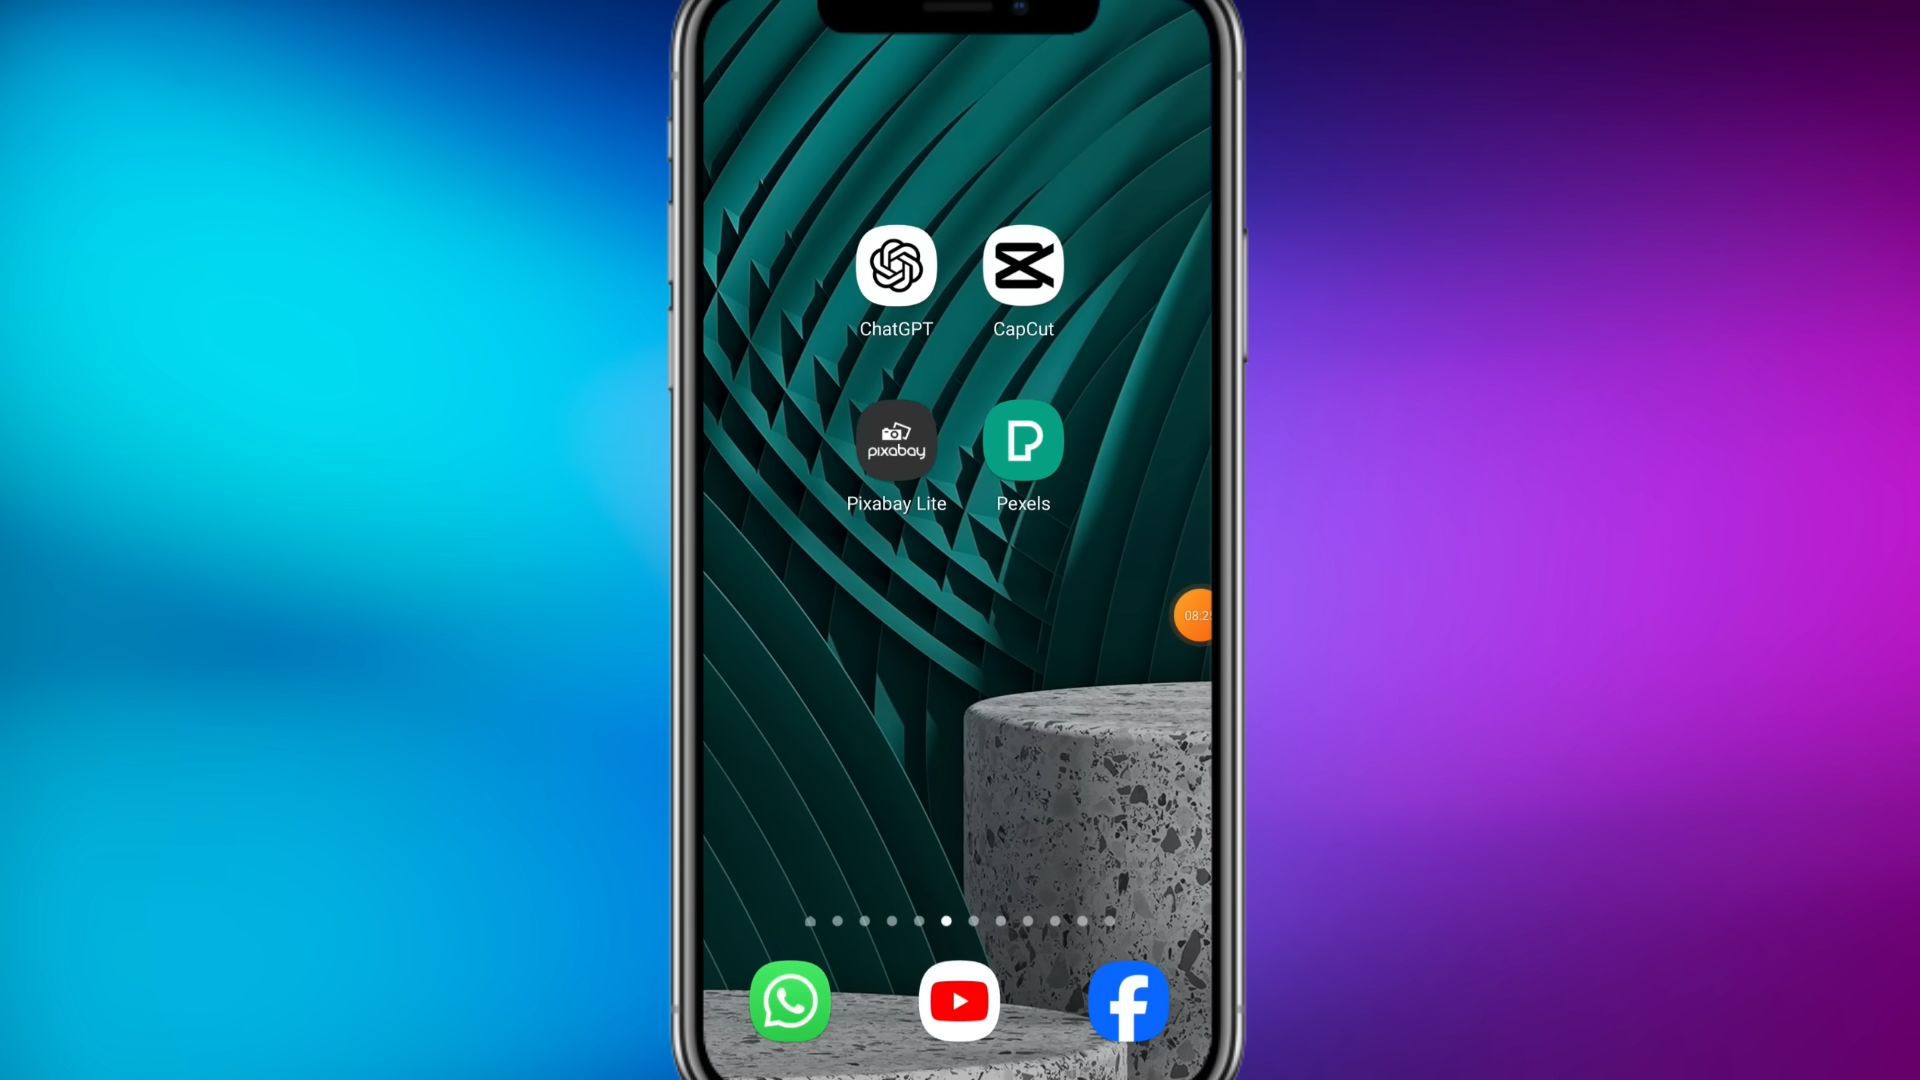 ChatGPT
CapCut
pixabay
Pixabay Lite
Pexels